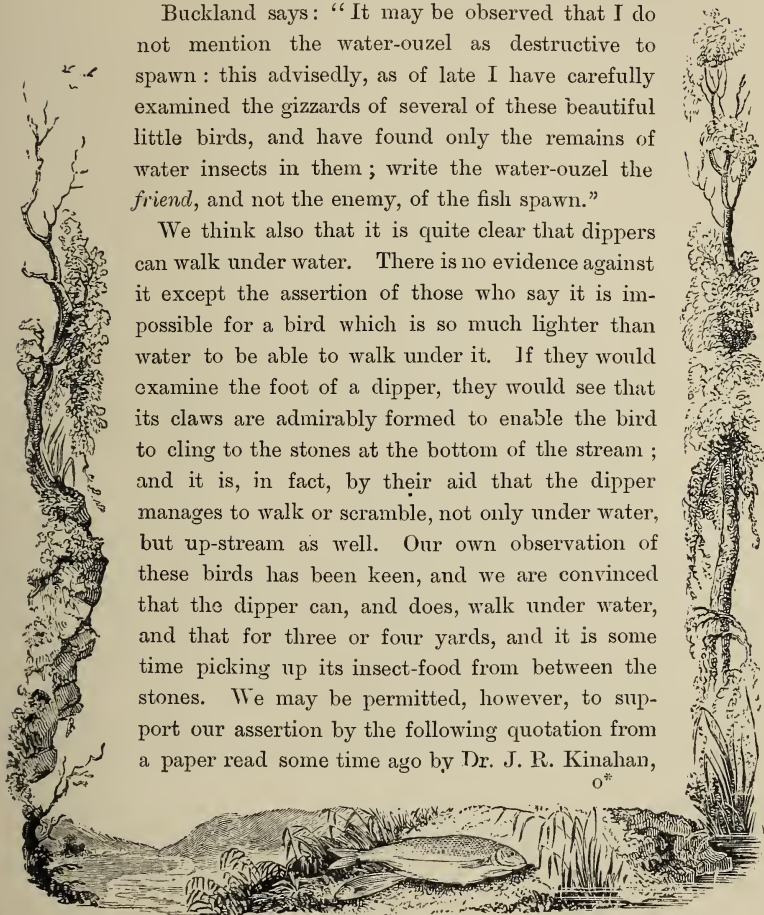 Buckland says: “It may be observed that I do
not mention the water-ouzel as destructive to
spawn: this advisedly, as of late I have carefully
examined the gizzards of several of these beautiful
little birds, and have found only the remains of
water insects in them; write the water-ouzel the
friend, and not the enemy, of the fish spawn.”
We think also that it is quite clear that dippers
can walk under water. There is no evidence against
it except the assertion of those who say it is im-
possible for a bird which is so much lighter than
water to be able to walk under it. If they would
examine the foot of a dipper, they would see that
its claws are admirably formed to enable the bird
to cling to the stones at the bottom of the stream;
and it is, in fact, by their aid that the dipper
manages to walk or scramble, not only under water,
but up-stream as well. Our own observation of
these birds has been keen, and we are convinced
that the dipper can, and does, walk under water,
and that for three or four yards, and it is some
time picking up its insect-food from between the
stones. We may be permitted, however, to sup-
port our assertion by the following quotation from
a paper read some time ago by Dr. J. R. Kinahan,
o*